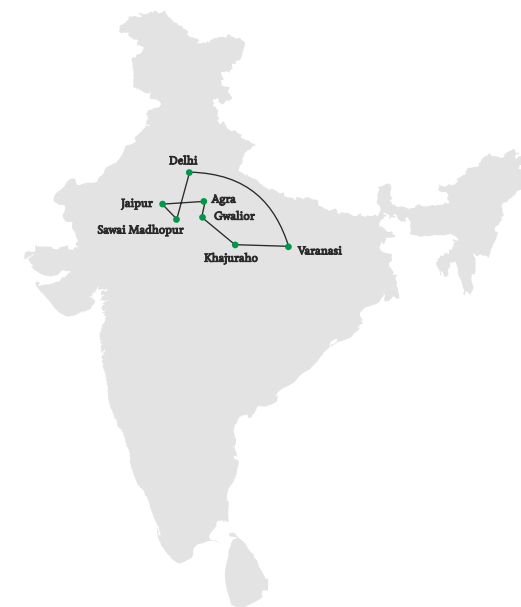 Delhi
Jaipur
Agra
Gwalior
Sawai Madhopur
Khajuraho
Varanasi